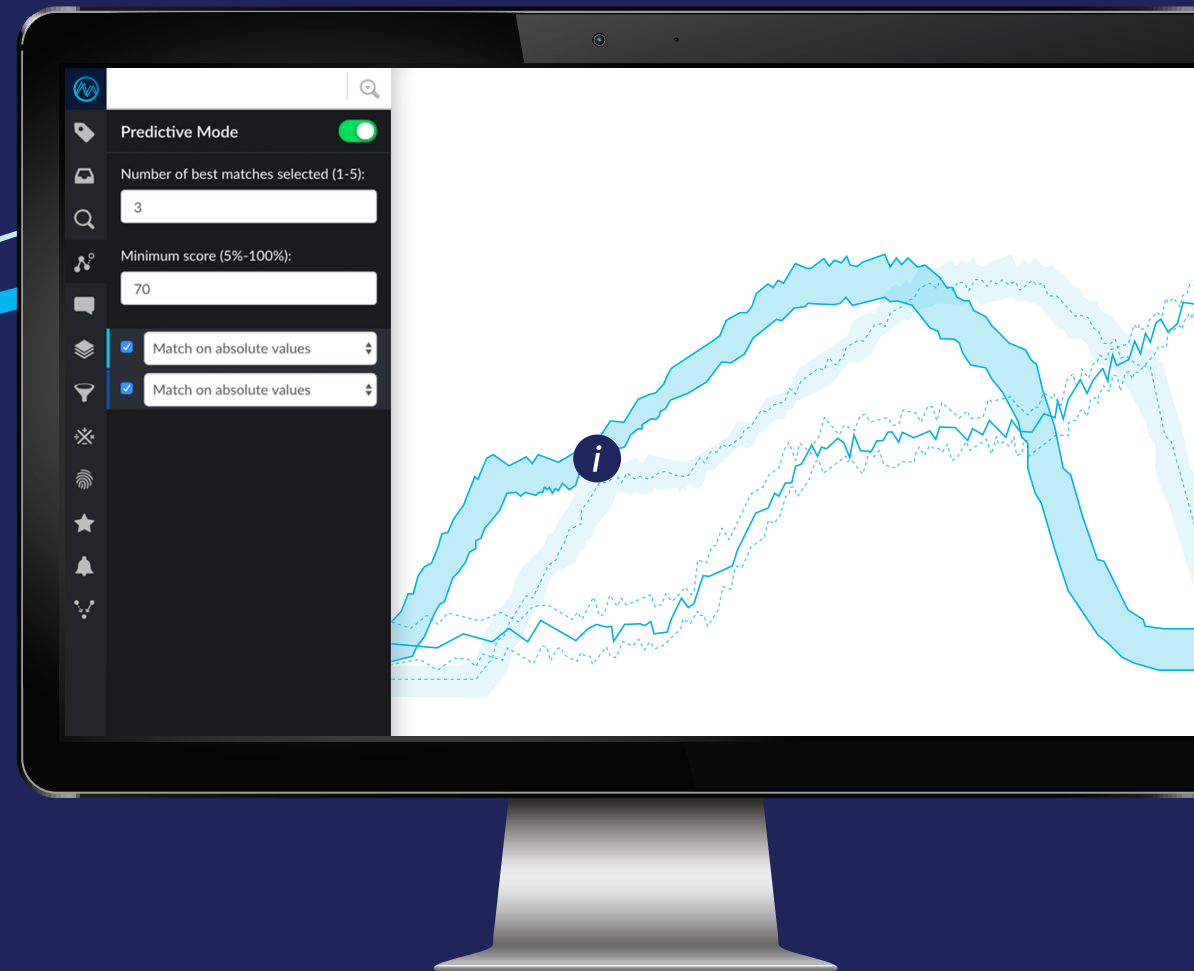 Predictive Mode
Number of best matches selected (1-5):
3
Minimum score (5%-100%):
70
Match on absolute values
Match on absolute values
i